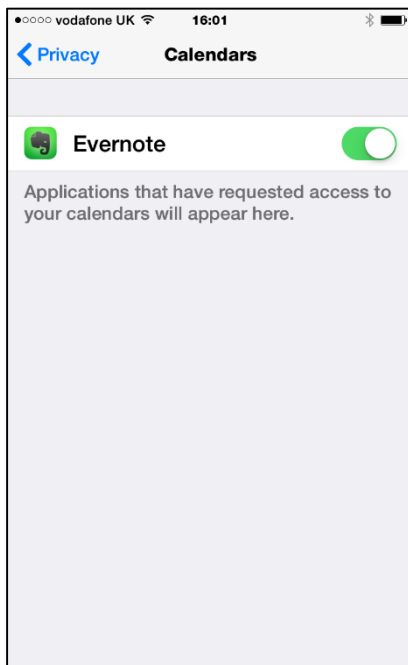 vodafone UK 16:01
Privacy Calendars
Evernote
Applications that have requested access to
your calendars will appear here.